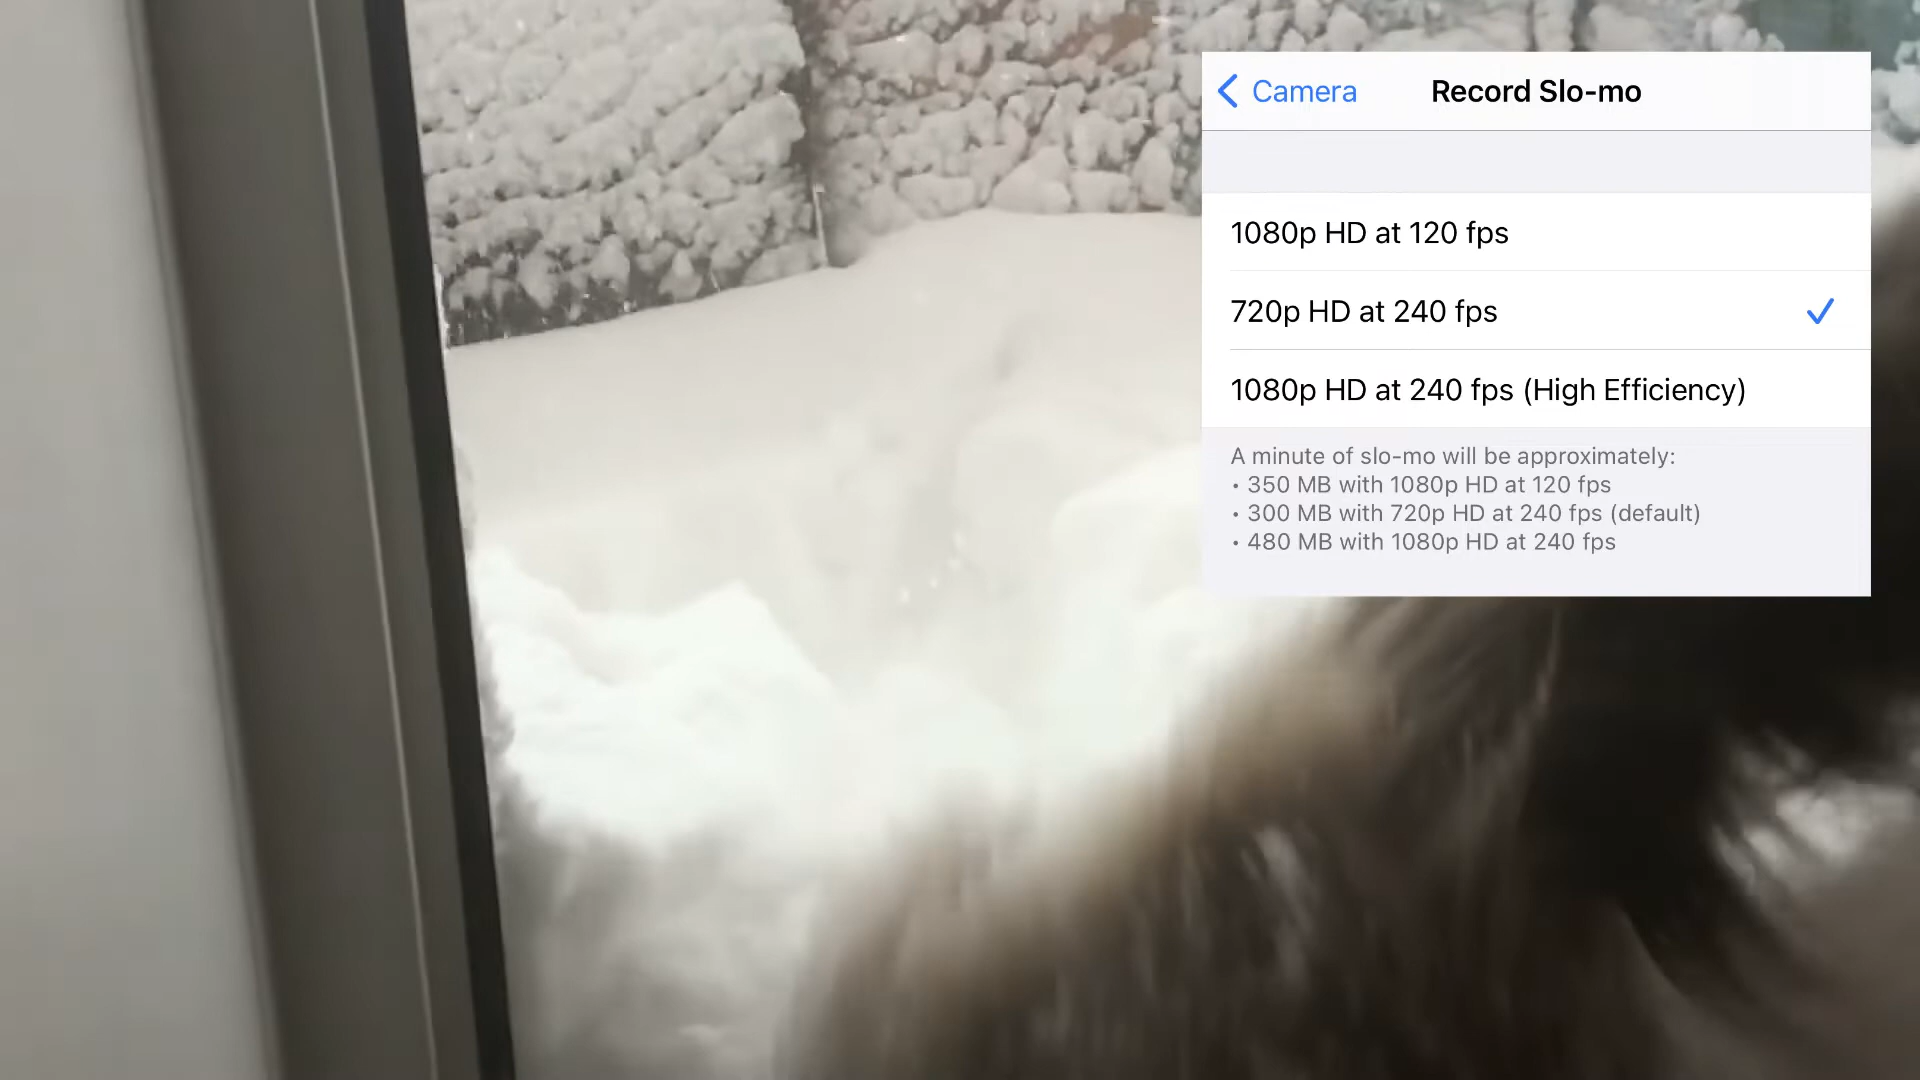 Camera
Record Slo-mo
1080p HD at 120 fps
720p HD at 240 fps
1080p HD at 240 fps (High Efficiency)
A minute of slo-mo will be approximately:
• 350 MB with 1080p HD at 120 fps
• 300 MB with 720p HD at 240 fps (default)
• 480 MB with 1080p HD at 240 fps